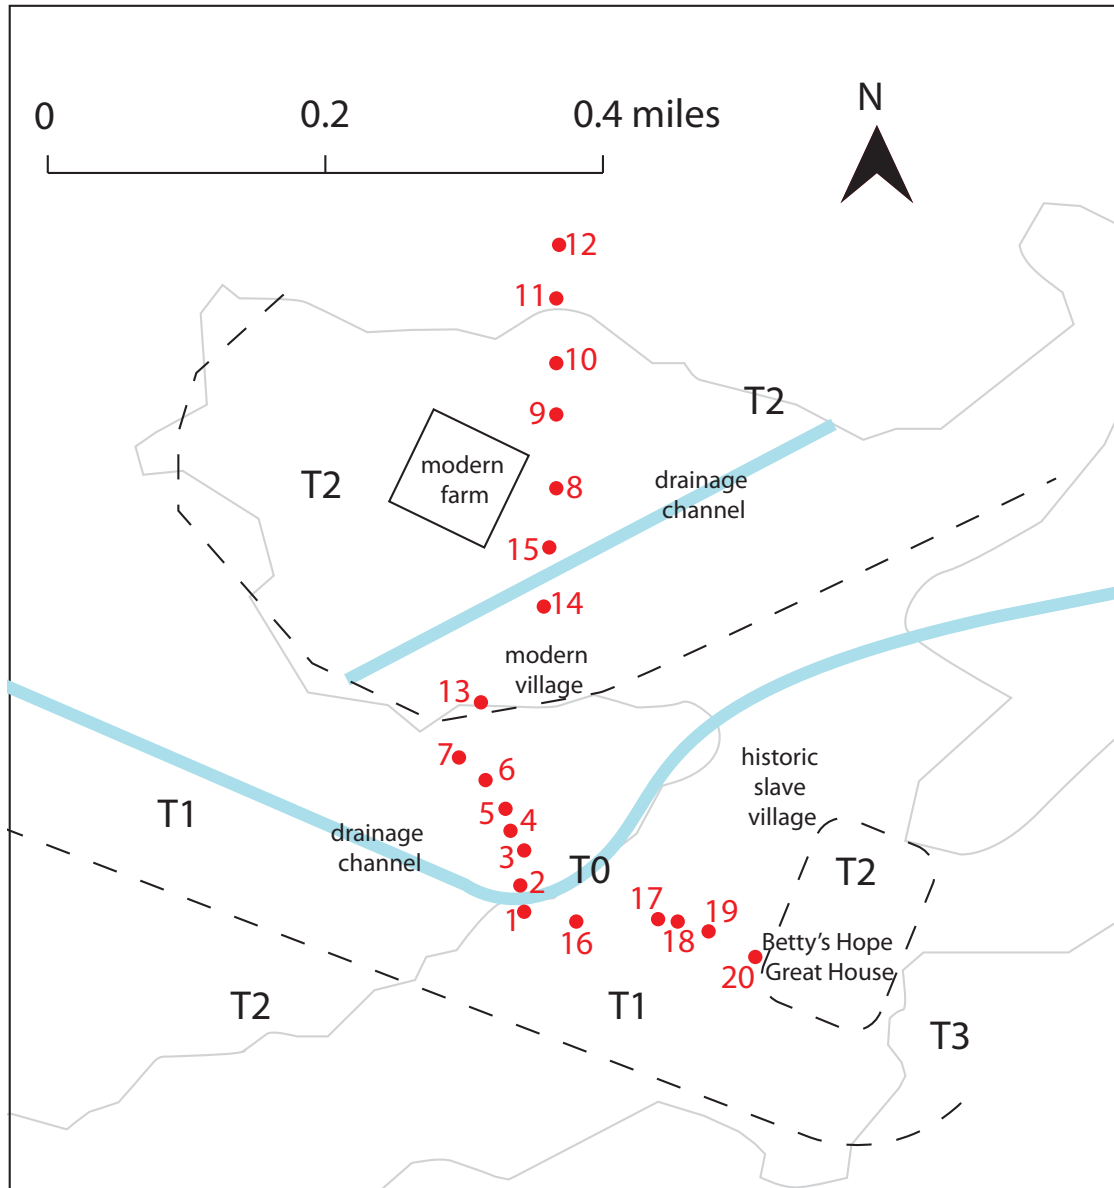 N
0
0.2
0.4 miles
12
11
10
9
T2
modern
farm
T2
8
drainage
channel
15
14
modern
village
13
7
6
historic
slave
village
5
4
T1
drainage
channel
3
T0
T2
2
1
17
19
16
18
Betty's Hope
Great House
20
T2
T1
T3